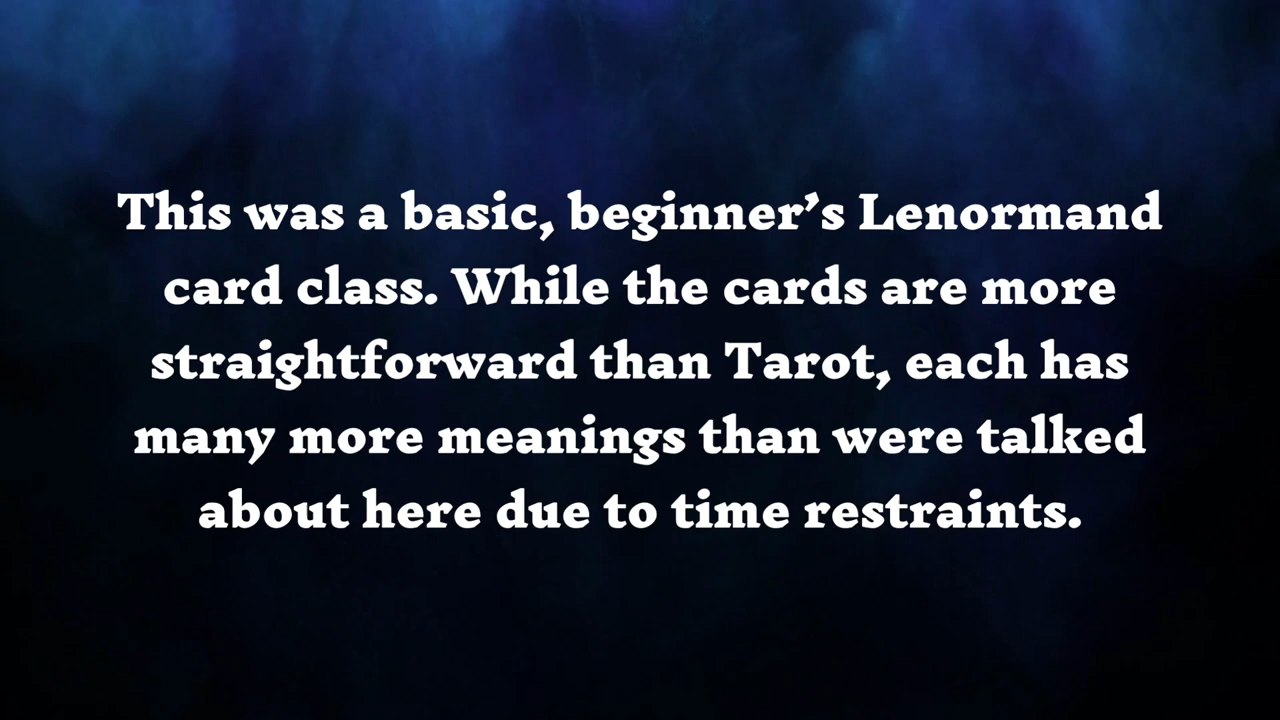 This was a basic, beginner’s Lenormand
card class. While the cards are more
straightforward than Tarot, each has
many more meanings than were talked
about here due to time restraints.